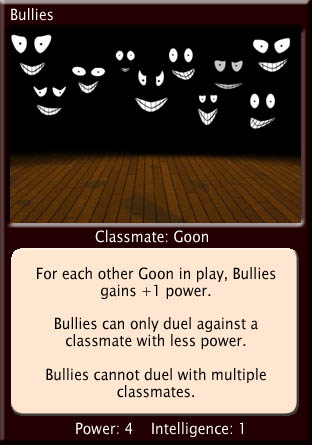 Bullies
Classmate: Goon
For each other Goon in play, Bullies
gains +1 power.
Bullies can only duel against a
classmate with less power.
Bullies cannot duel with multiple
classmates.
Power: 4 Intelligence: 1